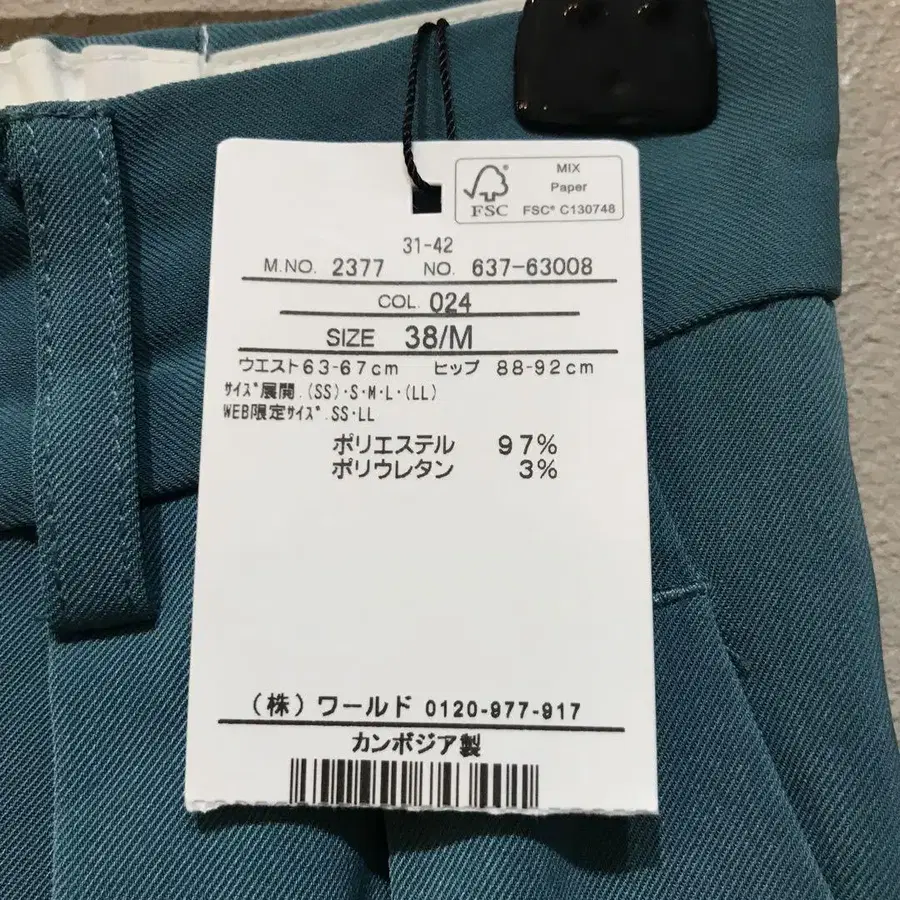 FSC
MIX
Paper
FSC® C130748
31-42
M.NO. 2377 NO. 637-63008
COL. 024
SIZE 38/M
ウエスト63-67cm ヒップ 88-92cm
サイズ展開.(SS)・S・M・L・(LL)
WEB限定サイズ.SS・LL
ポリエステル 97%
ポリウレタン 3%
(株)ワールド 0120-977-917
カンボジア製